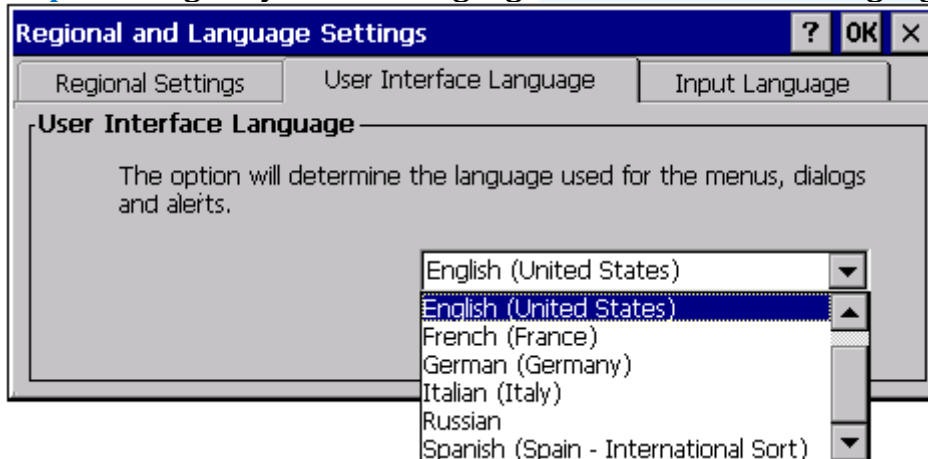 Regional and Language Settings ? OK ×
Regional Settings User Interface Language Input Language
User Interface Language
The option will determine the language used for the menus, dialogs
and alerts.
English (United States)
English (United States)
French (France)
German (Germany)
Italian (Italy)
Russian
Spanish (Spain - International Sort)